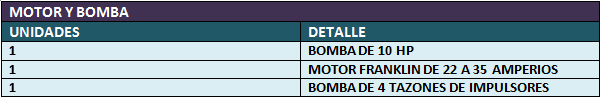 MOTOR Y BOMBA
UNIDADES DETALLE
1 BOMBA DE 10 HP
1 MOTOR FRANKLIN DE 22 A 35 AMPERIOS
1 BOMBA DE 4 TAZONES DE IMPULSORES